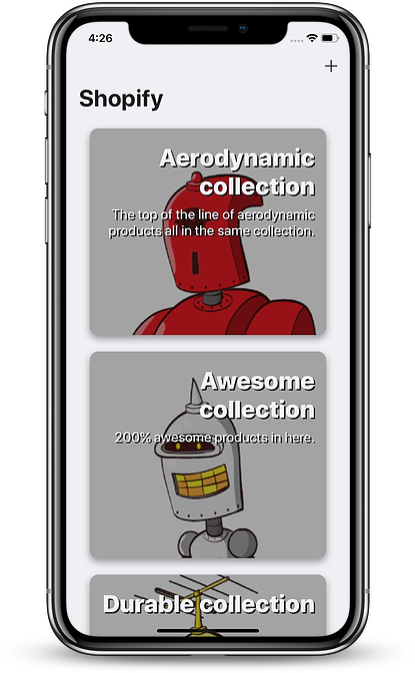 4:26
Shopify
Aerodynamic
collection
The top of the line of aerodynamic
products all in the same collection.
Awesome
collection
200% awesome products in here.
Durable collection